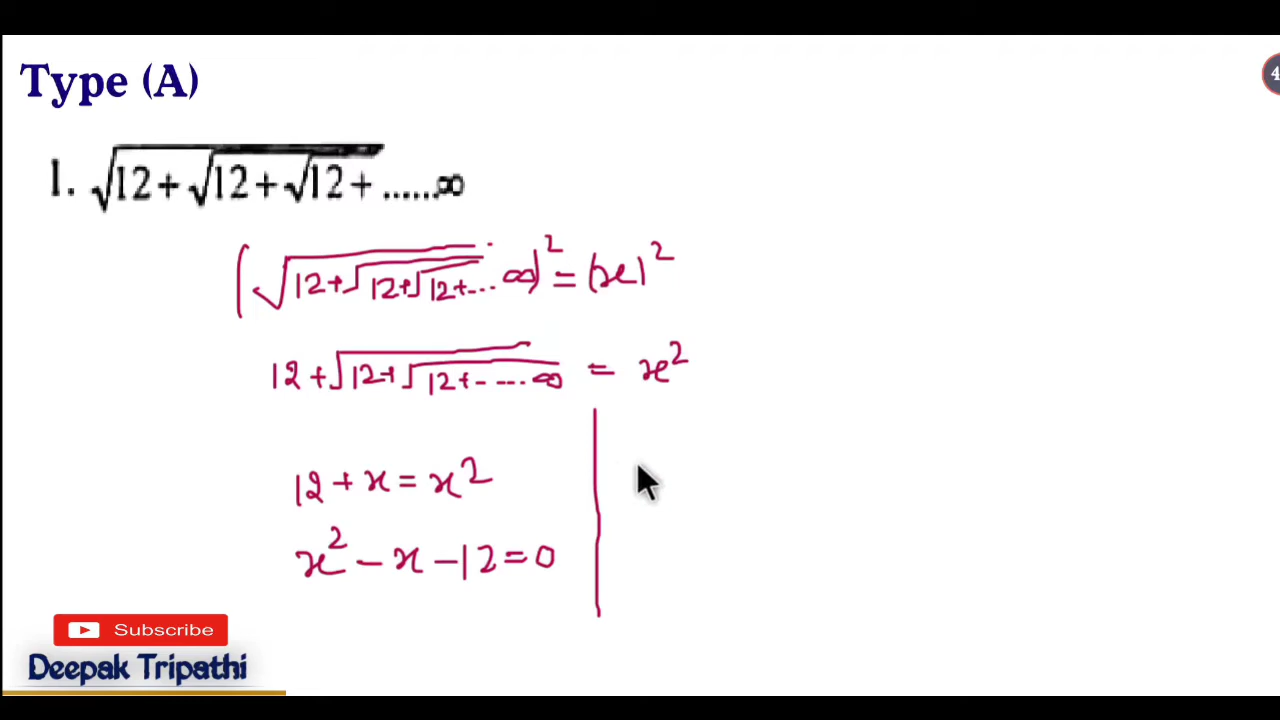 Type (A)
4
1. √12+√12+√12+......∞
(√12+√12+√12+... ∞)² = (x)²
12+√12+√12+-....∞ = x²
12+x=x²
x²-x-12=0
Subscribe
Deepak Tripathi